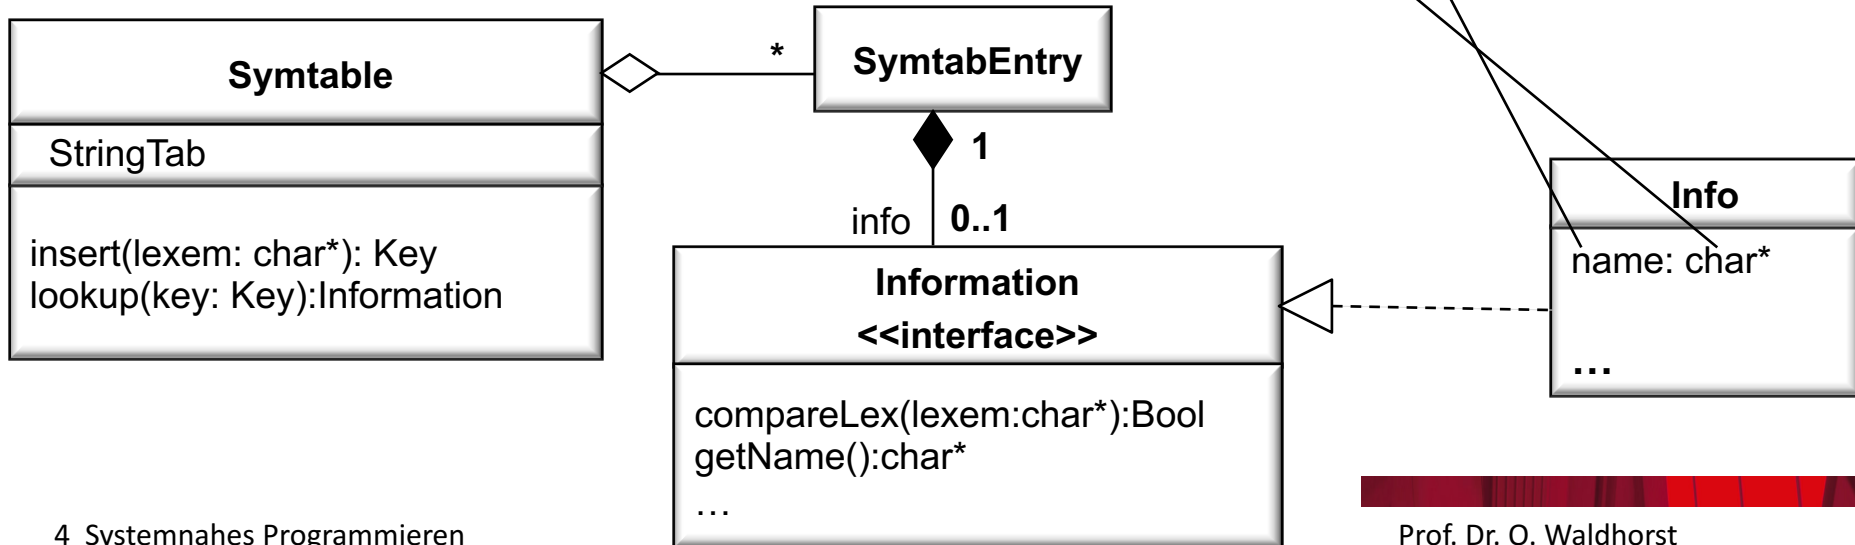 Symtable
StringTab
insert(lexem: char*): Key
lookup(key: Key):Information
*
SymtabEntry
1
info 0..1
Information
<<interface>>
compareLex(lexem:char*):Bool
getName():char*
…
Info
name: char*
…
4 Systemnahes Programmieren
Prof. Dr. O. Waldhorst